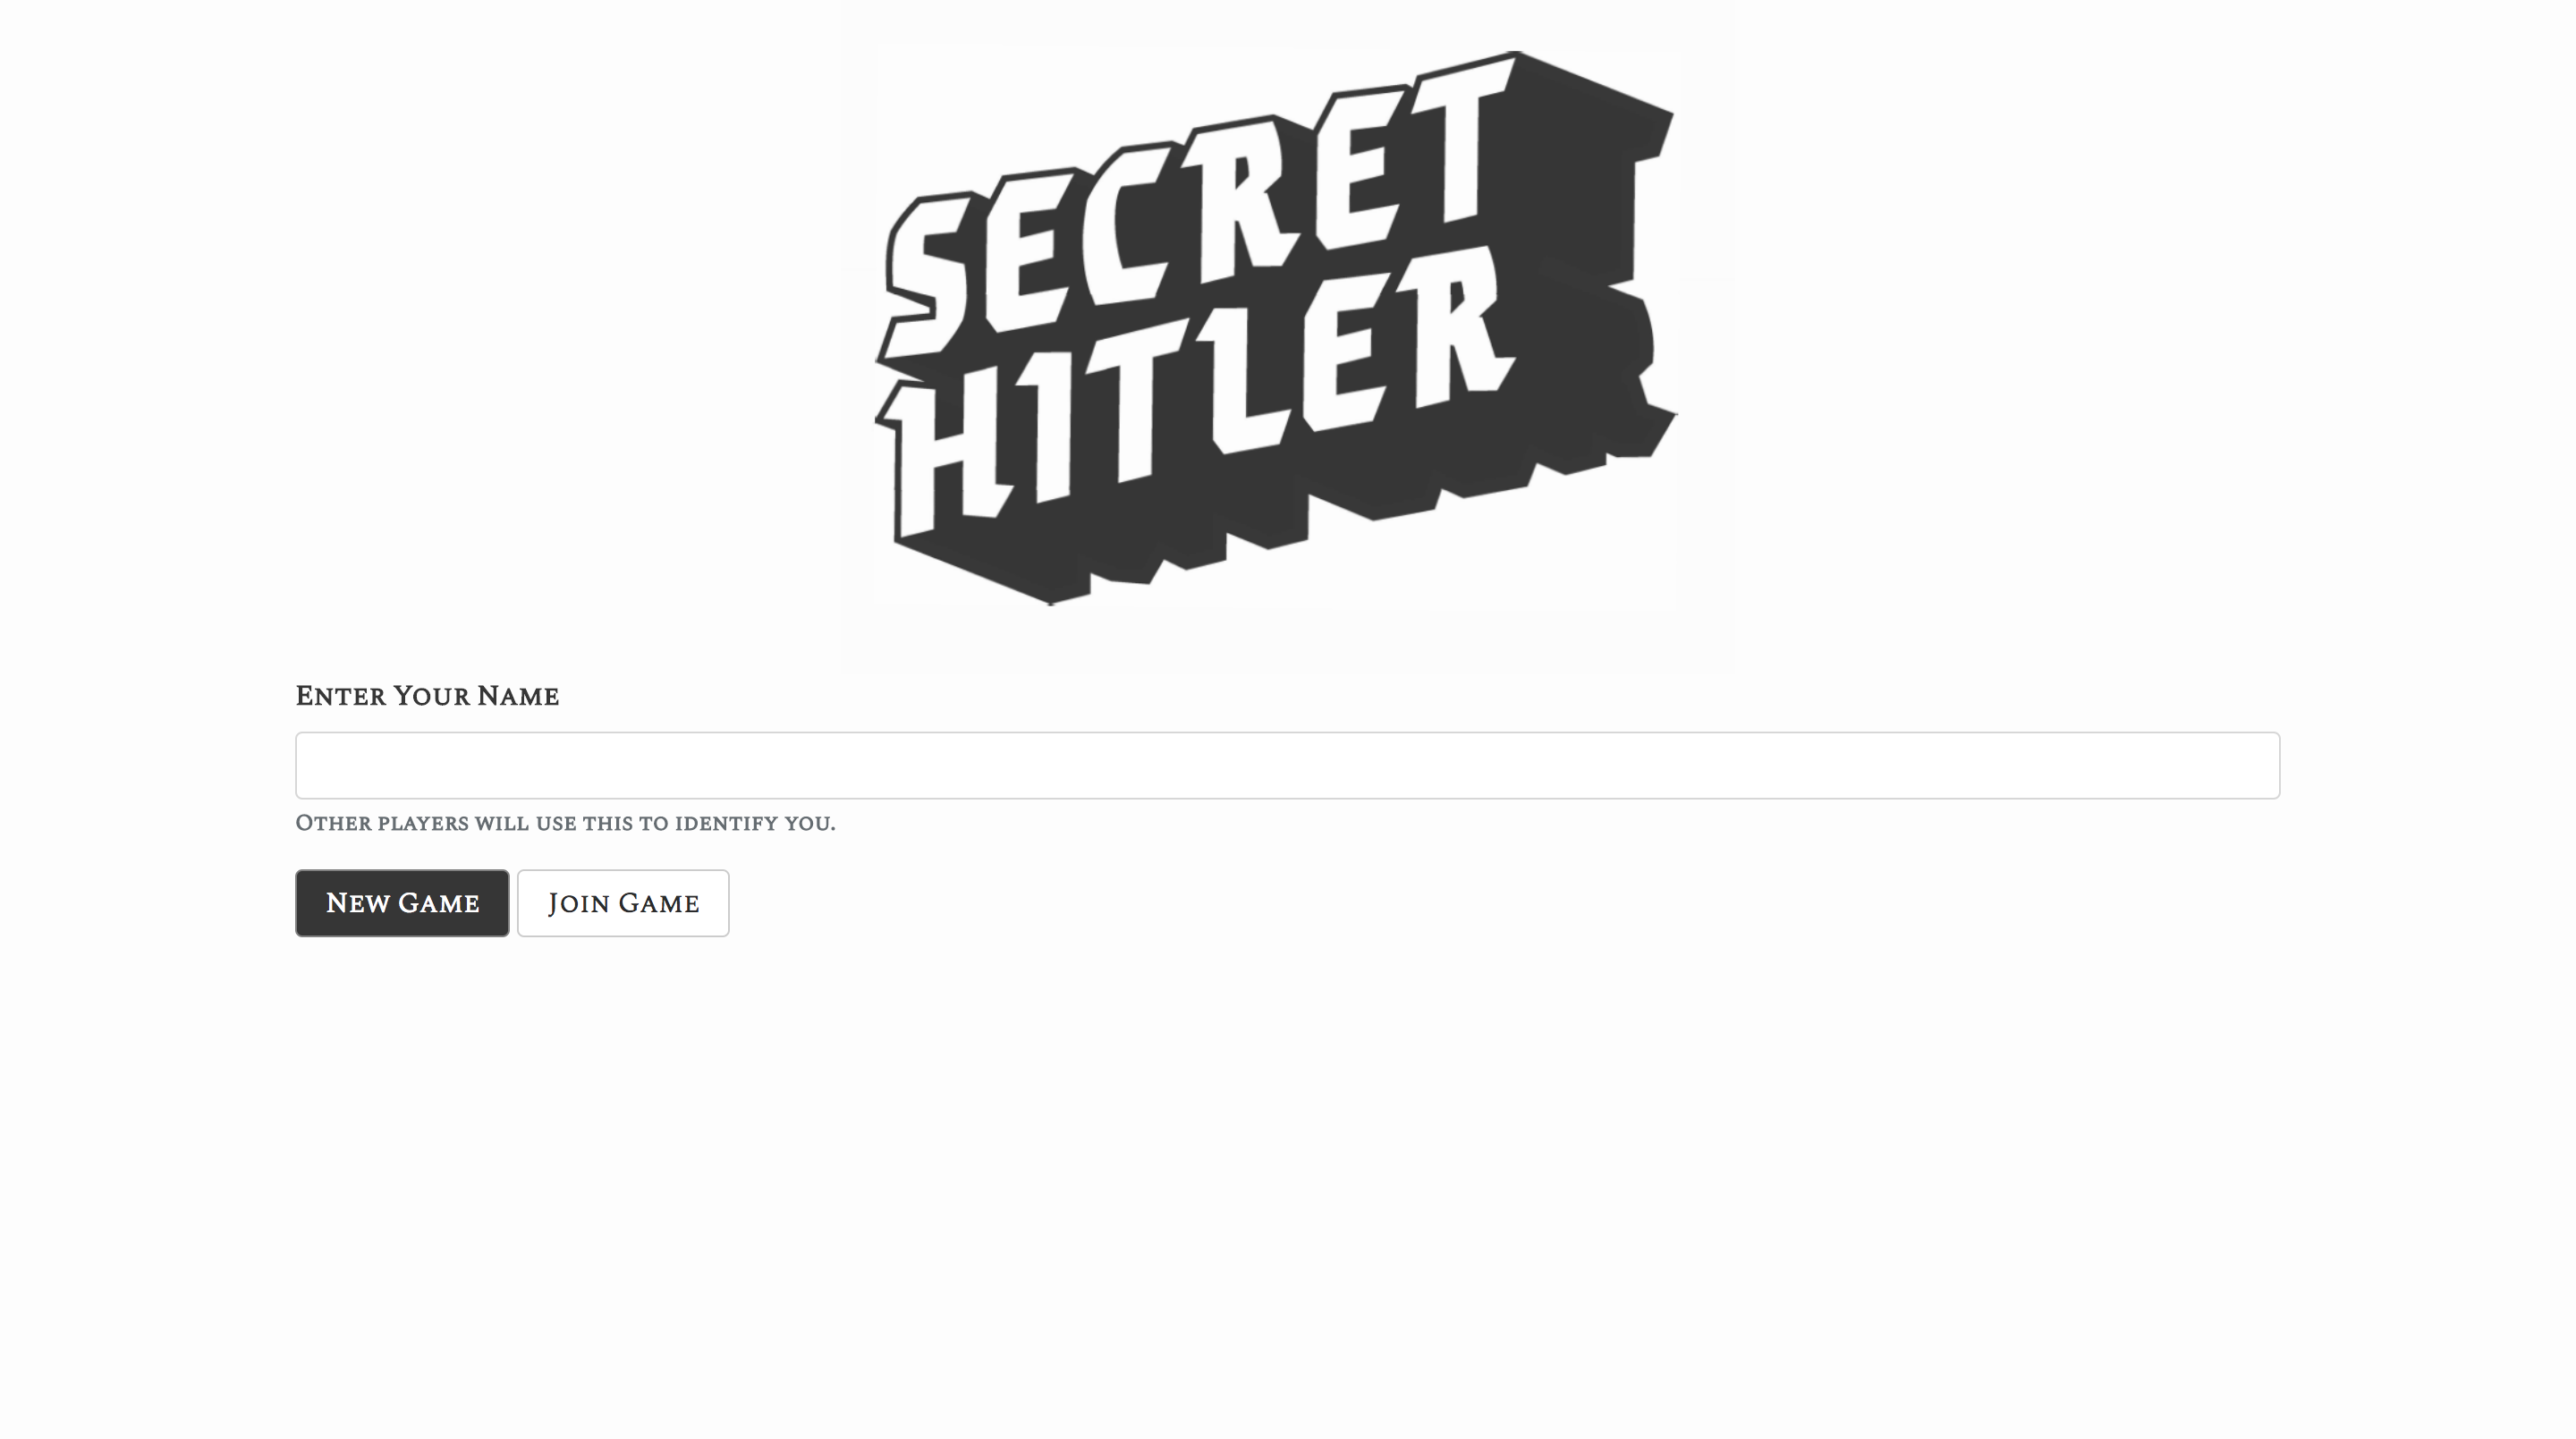 SECRET
HITLER
Enter Your Name
Other players will use this to identify you.
New Game
Join Game